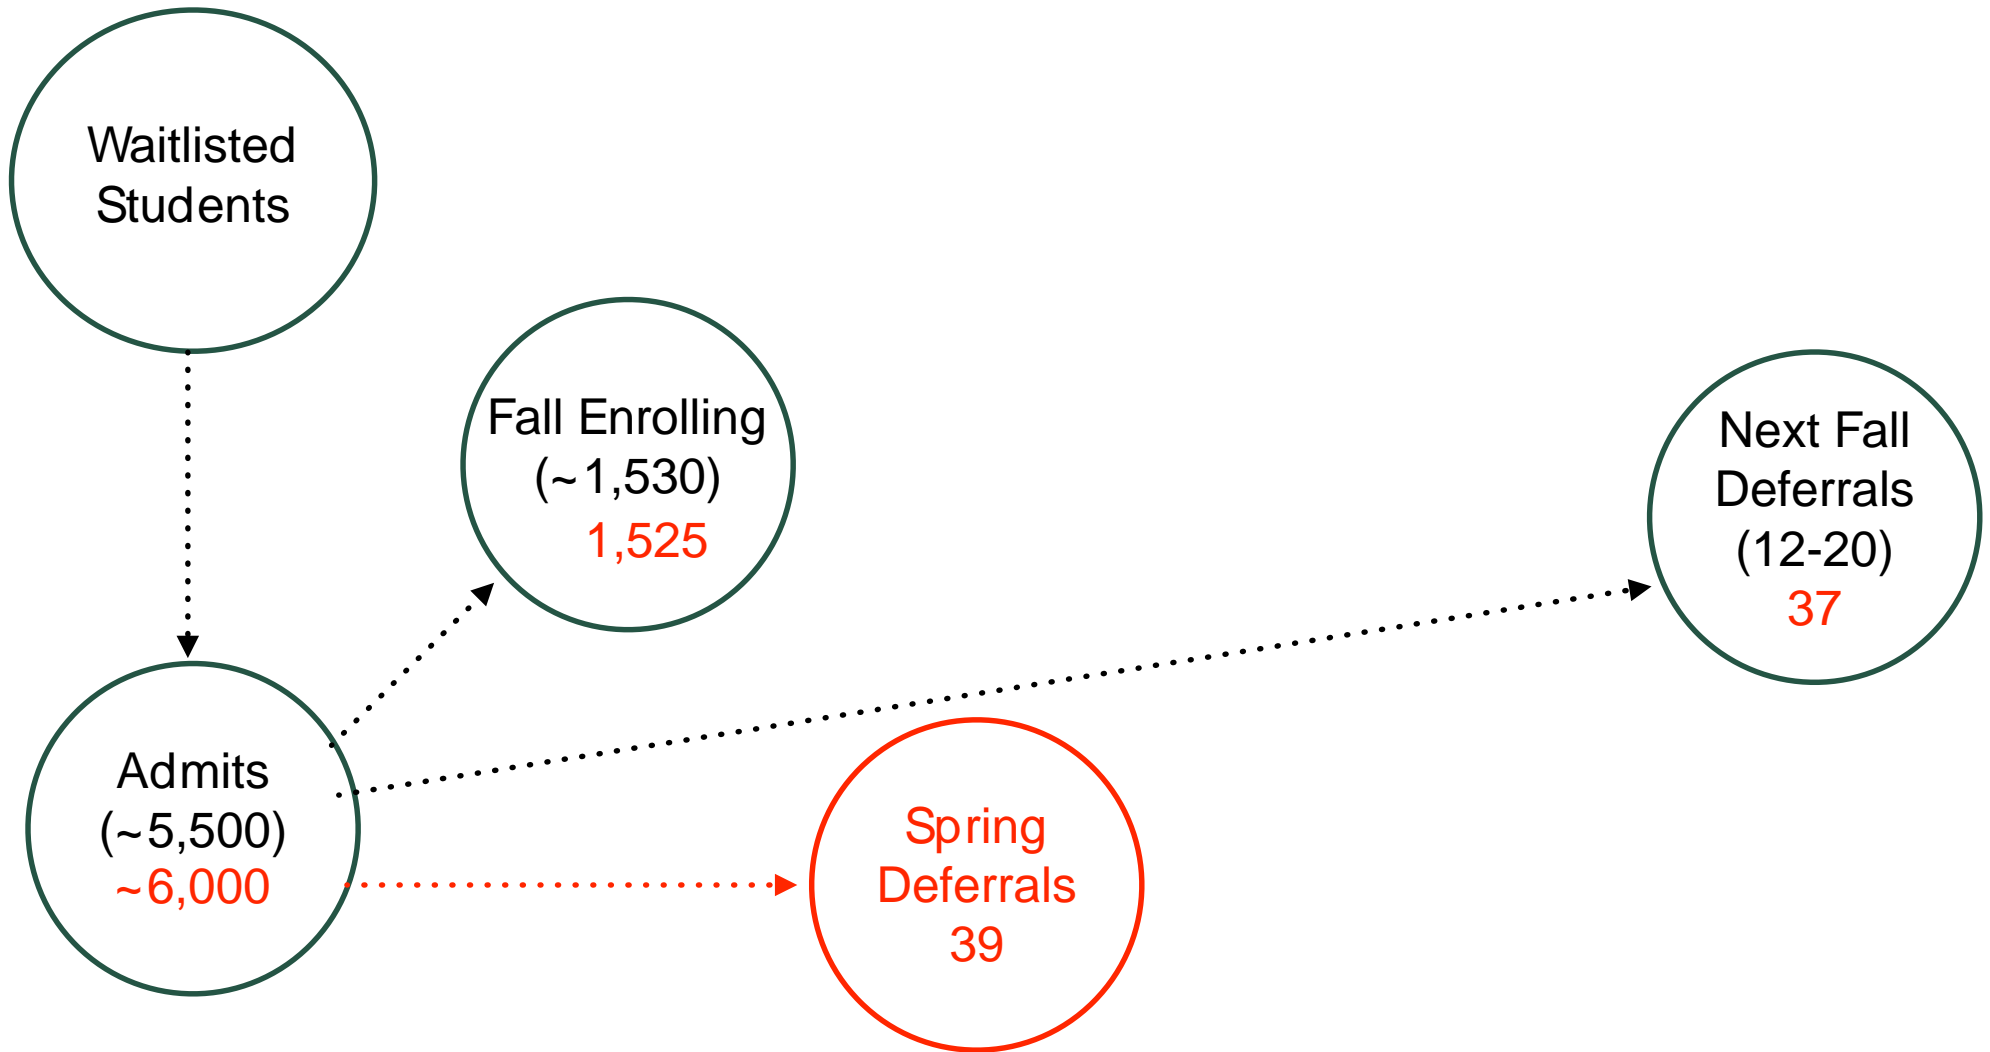 Waitlisted
Students
Fall Enrolling
(~1,530)
1,525
Next Fall
Deferrals
(12-20)
37
Admits
(~5,500)
~6,000
Spring
Deferrals
39